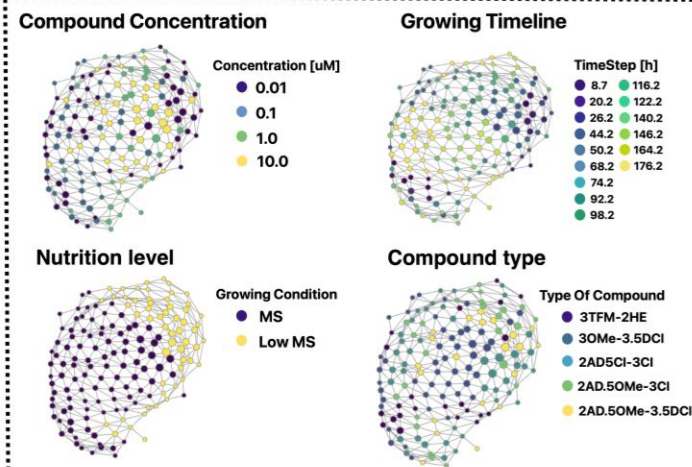 Compound Concentration
Concentration [uM]
0.01
0.1
1.0
10.0
Growing Timeline
TimeStep [h]
8.7 116.2
20.2 122.2
26.2 140.2
44.2 146.2
50.2 164.2
68.2 176.2
74.2
92.2
98.2
Nutrition level
Growing Condition
MS
Low MS
Compound type
Type Of Compound
3TFM-2HE
3OMe-3.5DCl
2AD5Cl-3Cl
2AD.5OMe-3Cl
2AD.5OMe-3.5DCl